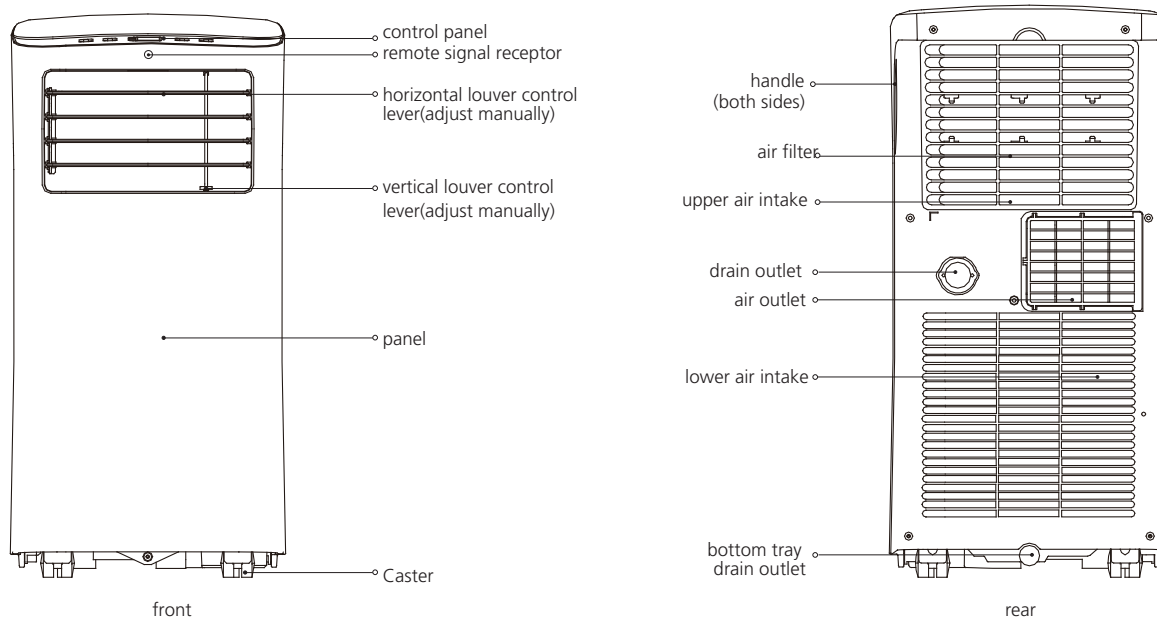 control panel
remote signal receptor
horizontal louver control
lever(adjust manually)
vertical louver control
lever(adjust manually)
panel
Caster
front
handle
(both sides)
air filter
upper air intake
drain outlet
air outlet
lower air intake
bottom tray
drain outlet
rear